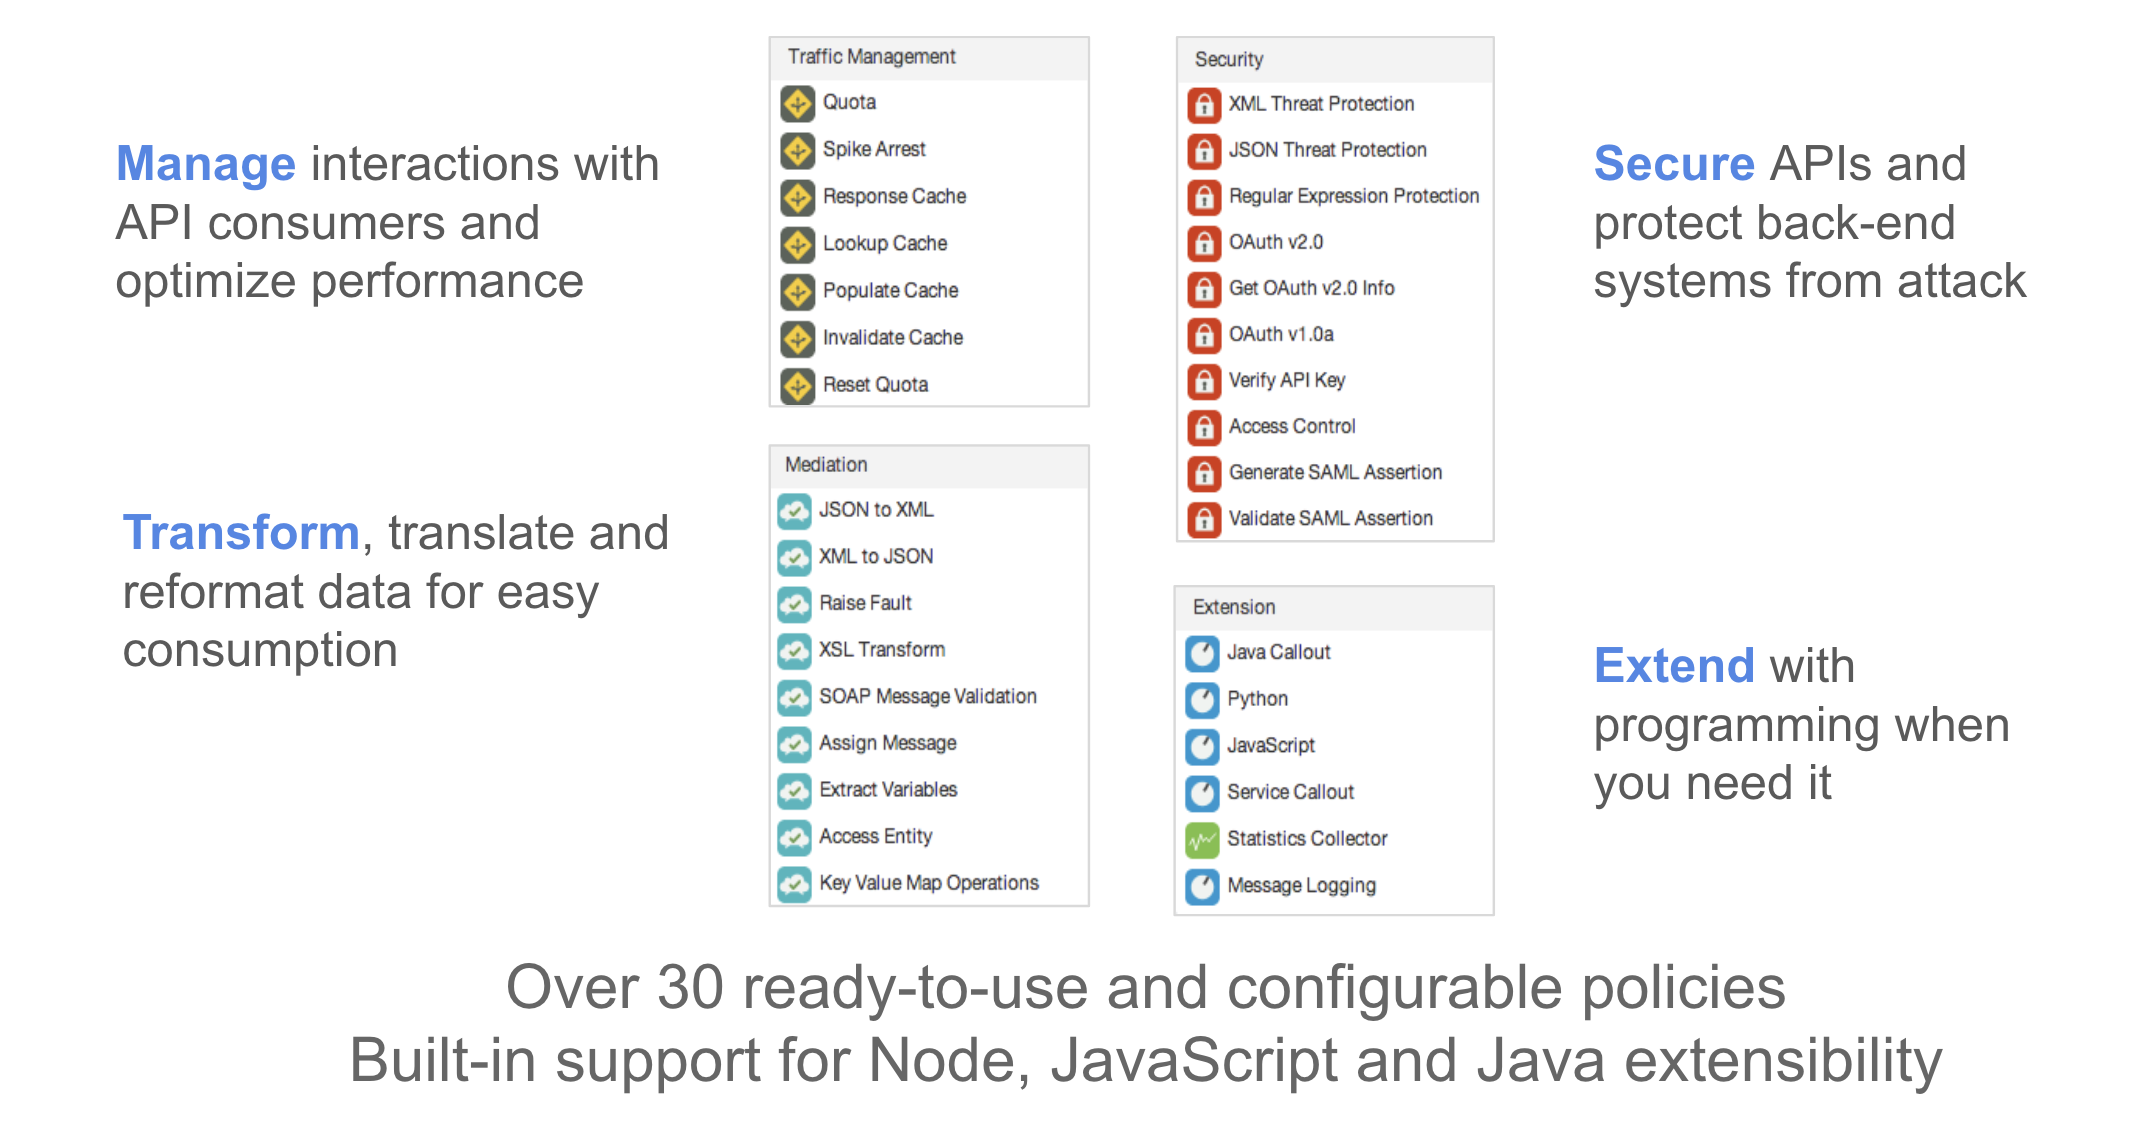 Manage interactions with
API consumers and
optimize performance
Traffic Management
Quota
Spike Arrest
Response Cache
Lookup Cache
Populate Cache
Invalidate Cache
Reset Quota
Security
XML Threat Protection
JSON Threat Protection
Regular Expression Protection
OAuth v2.0
Get OAuth v2.0 Info
OAuth v1.0a
Verify API Key
Access Control
Generate SAML Assertion
Validate SAML Assertion
Secure APIs and
protect back-end
systems from attack
Transform, translate and
reformat data for easy
consumption
Mediation
JSON to XML
XML to JSON
Raise Fault
XSL Transform
SOAP Message Validation
Assign Message
Extract Variables
Access Entity
Key Value Map Operations
Extension
Java Callout
Python
JavaScript
Service Callout
Statistics Collector
Message Logging
Extend with
programming when
you need it
Over 30 ready-to-use and configurable policies
Built-in support for Node, JavaScript and Java extensibility